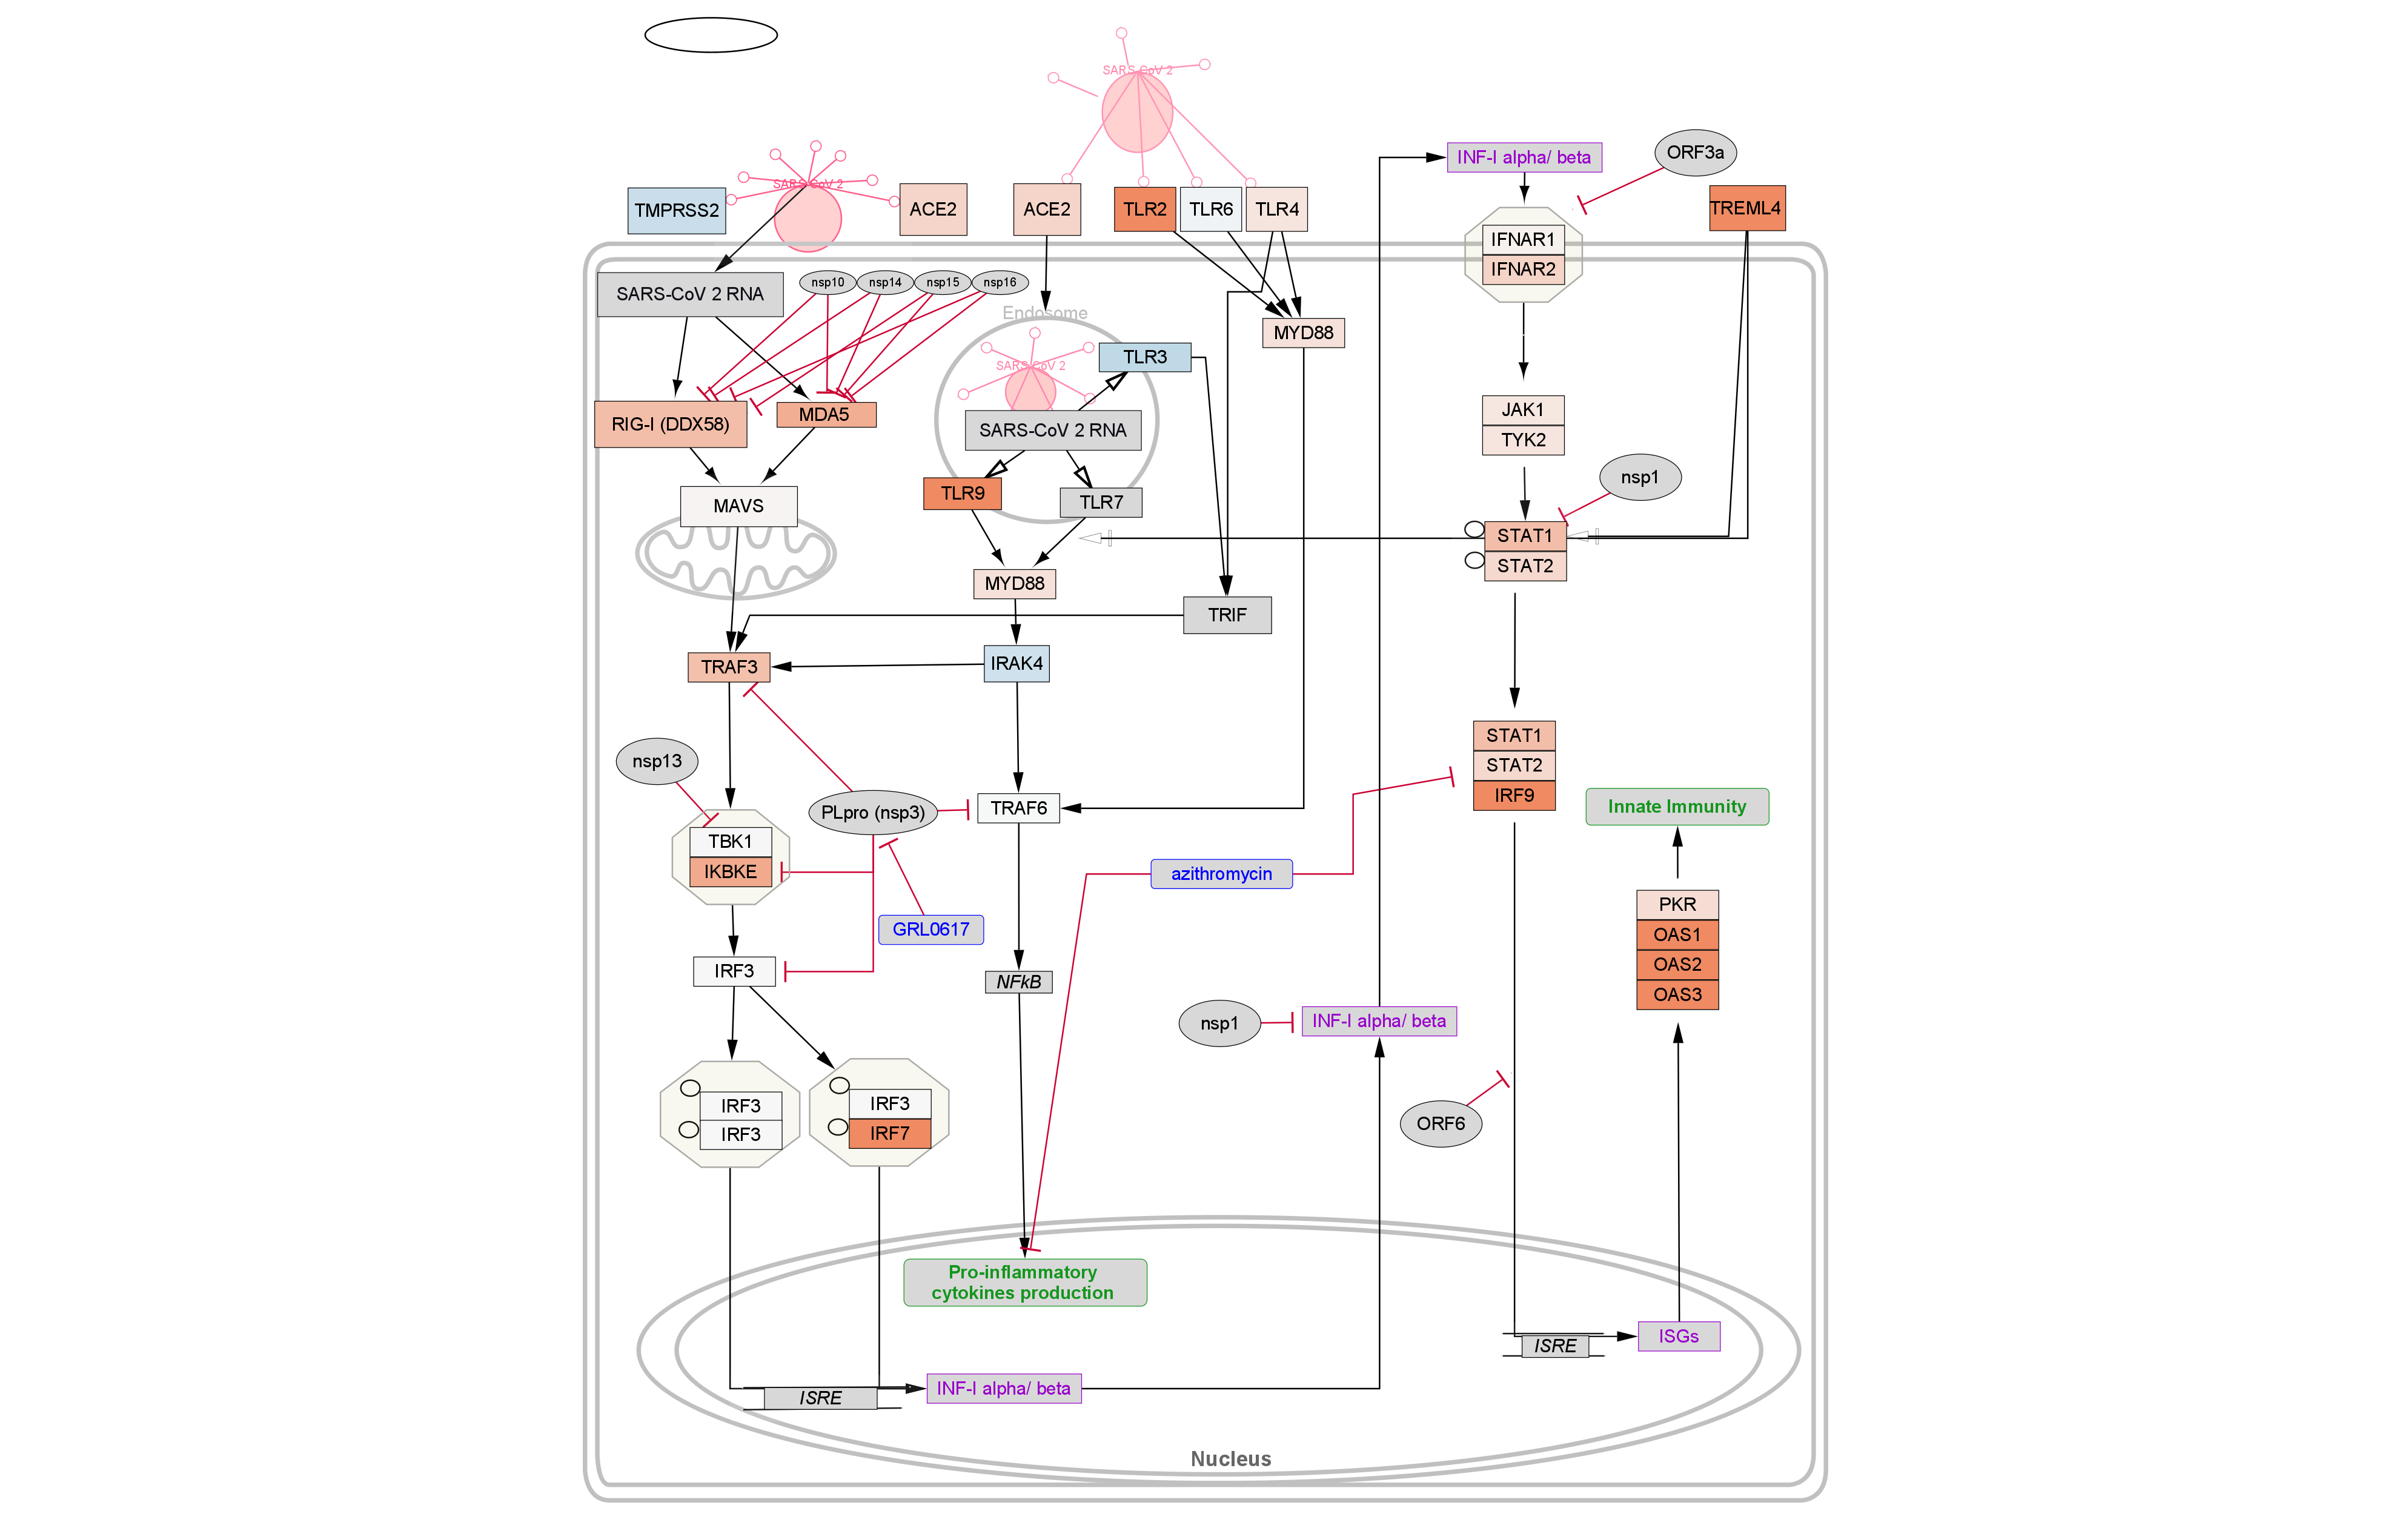 SARS-CoV 2
SARS-CoV 2
TMPRSS2
ACE2
ACE2
TLR2
TLR6
TLR4
INF-I alpha/ beta
ORF3a
TREML4
IFNAR1
IFNAR2
SARS-CoV 2 RNA
nsp10
nsp14
nsp15
nsp16
Endosome
MYD88
SARS-CoV 2
TLR3
SARS-CoV 2 RNA
RIG-I (DDX58)
MDA5
JAK1
TYK2
TLR9
TLR7
nsp1
MAVS
STAT1
STAT2
MYD88
TRIF
TRAF3
IRAK4
STAT1
STAT2
IRF9
nsp13
PLpro (nsp3)
TRAF6
Innate Immunity
TBK1
IKBKE
azithromycin
GRL0617
PKR
OAS1
OAS2
OAS3
IRF3
NFkB
nsp1
INF-I alpha/ beta
IRF3
IRF3
IRF3
IRF7
ORF6
Pro-inflammatory
cytokines production
ISRE
ISGs
ISRE
INF-I alpha/ beta
Nucleus